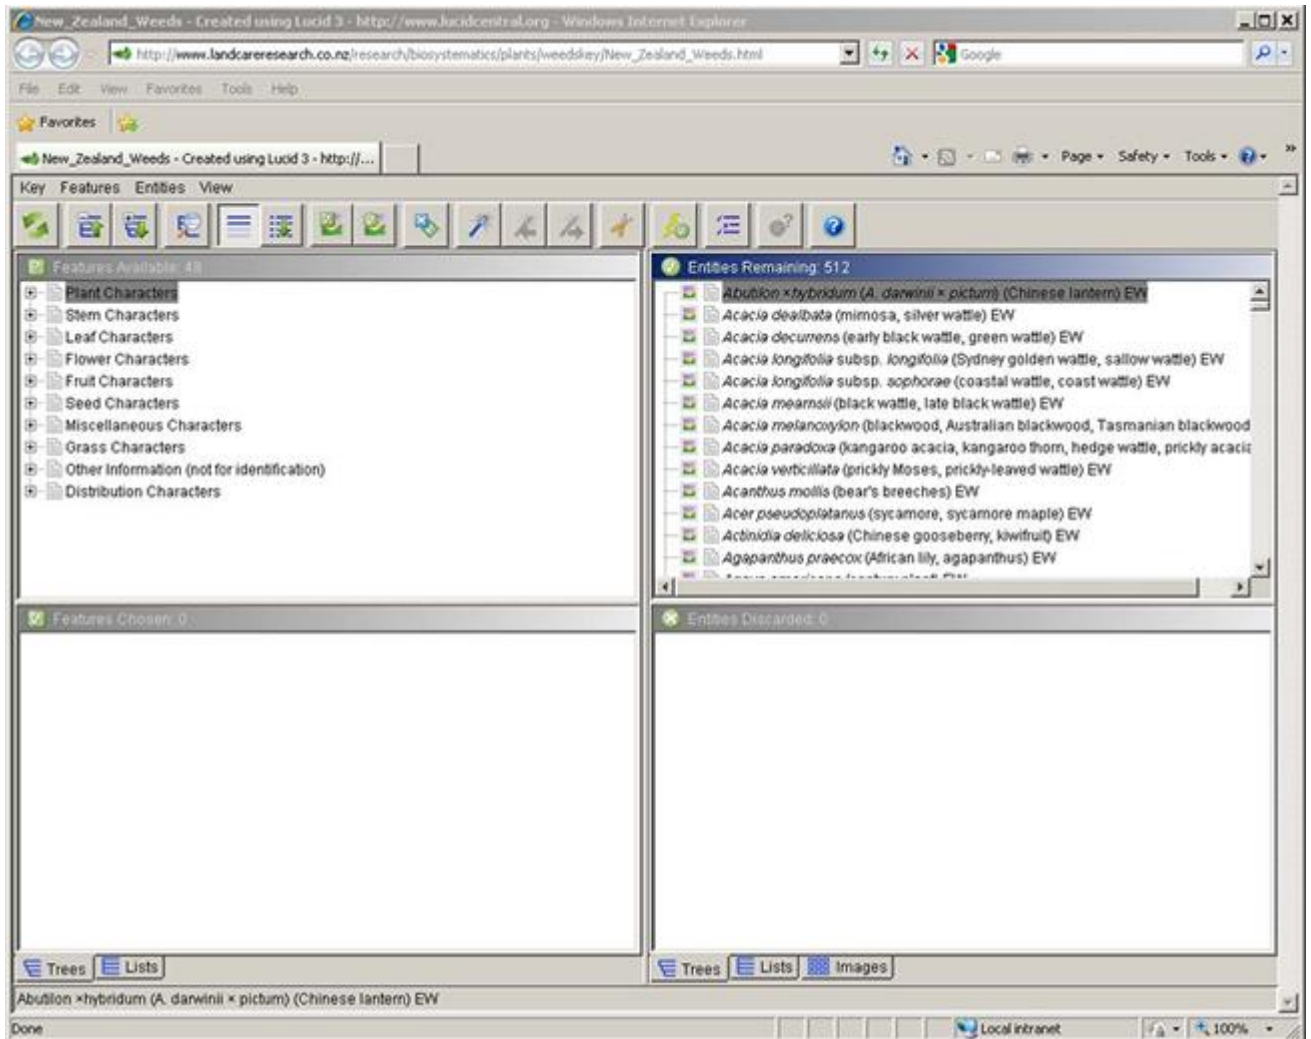 New_Zealand_Weeds - Created using Lucid 3 - http://www.lucidcentral.org - Windows Internet Explorer
http://www.landcareresearch.co.nz/research/biosystematics/plants/weedskey/New_Zealand_Weeds.html
Google
File Edit View Favorites Tools Help
Favorites
New_Zealand_Weeds - Created using Lucid 3 - http://...
Page Safety Tools
Key Features Entities View
Features Available: 48
Plant Characters
Stem Characters
Leaf Characters
Flower Characters
Fruit Characters
Seed Characters
Miscellaneous Characters
Grass Characters
Other Information (not for identification)
Distribution Characters
Entities Remaining: 512
Abutilon ×hybridum (A. darwinii × pictum) (Chinese lantern) EW
Acacia dealbata (mimosa, silver wattle) EW
Acacia decurrens (early black wattle, green wattle) EW
Acacia longifolia subsp. longifolia (Sydney golden wattle, sallow wattle) EW
Acacia longifolia subsp. sophorae (coastal wattle, coast wattle) EW
Acacia mearnsii (black wattle, late black wattle) EW
Acacia melanoxylon (blackwood, Australian blackwood, Tasmanian blackwood
Acacia paradoxa (kangaroo acacia, kangaroo thorn, hedge wattle, prickly acacia
Acacia verticillata (prickly Moses, prickly-leaved wattle) EW
Acanthus mollis (bear's breeches) EW
Acer pseudoplatanus (sycamore, sycamore maple) EW
Actinidia deliciosa (Chinese gooseberry, kiwifruit) EW
Agapanthus praecox (African lily, agapanthus) EW
Features Chosen: 0
Entities Discarded: 0
Trees Lists
Trees Lists Images
Abutilon ×hybridum (A. darwinii × pictum) (Chinese lantern) EW
Done
Local intranet
100%